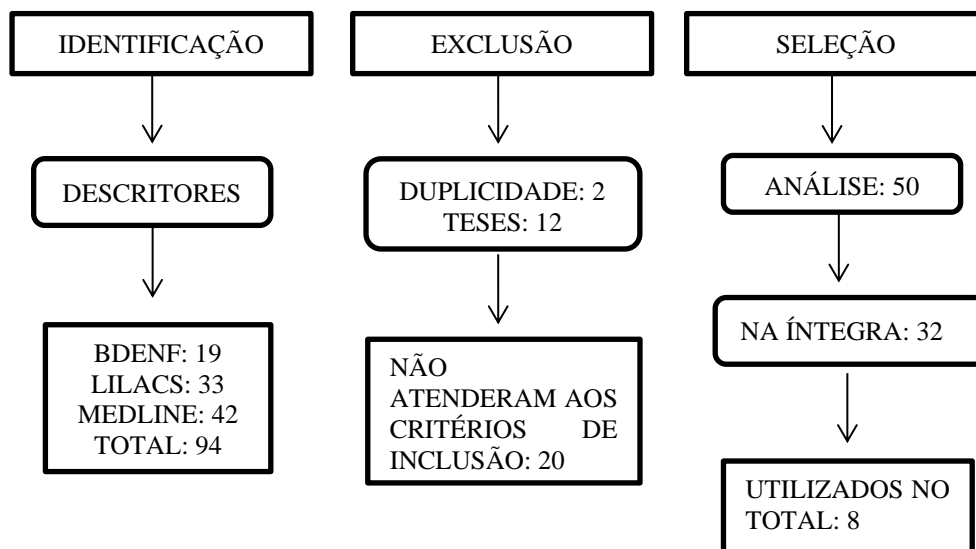 IDENTIFICAÇÃO
DESCRITORES
BDENF: 19
LILACS: 33
MEDLINE: 42
TOTAL: 94
EXCLUSÃO
DUPLICIDADE: 2
TESES: 12
NÃO
ATENDERAM AOS
CRITÉRIOS DE
INCLUSÃO: 20
SELEÇÃO
ANÁLISE: 50
NA ÍNTEGRA: 32
UTILIZADOS NO
TOTAL: 8